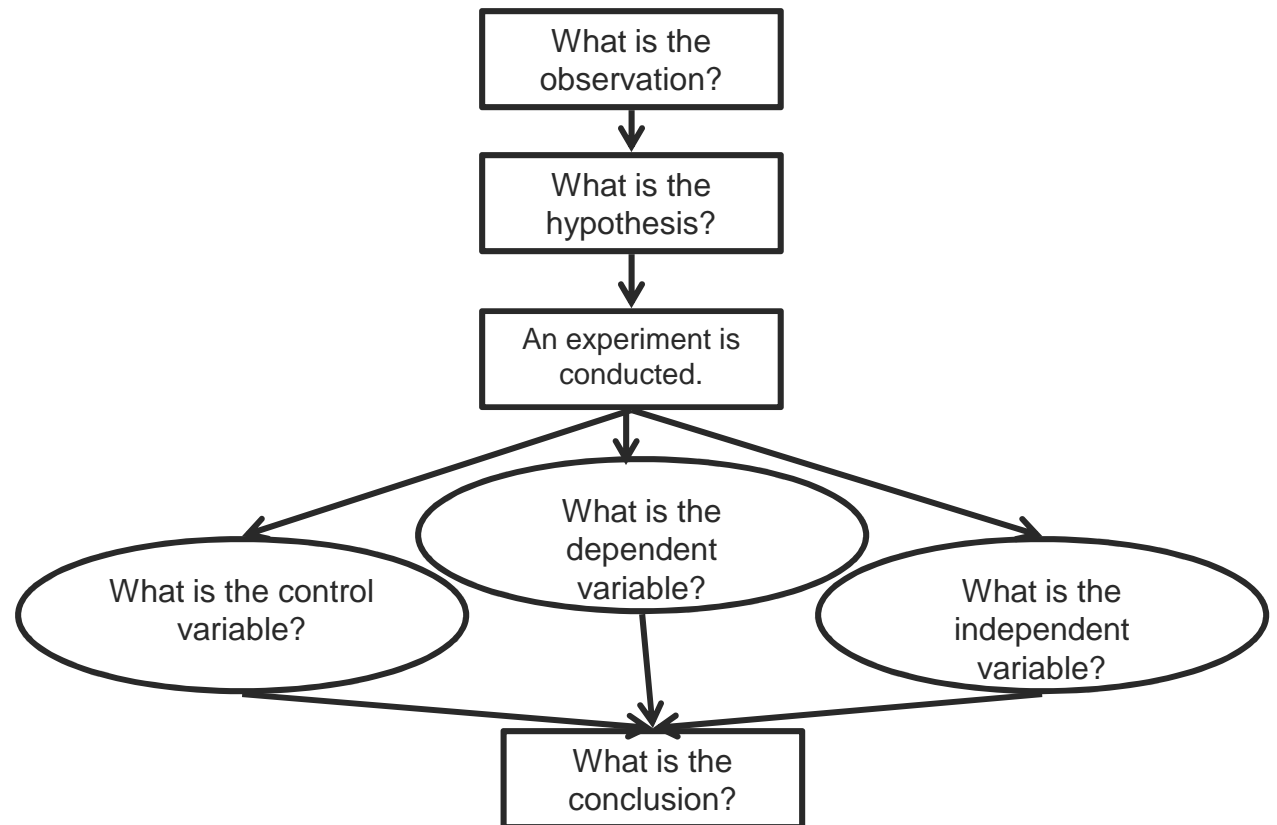 What is the
observation?
What is the
hypothesis?
An experiment is
conducted.
What is the control
variable?
What is the
dependent
variable?
What is the
independent
variable?
What is the
conclusion?